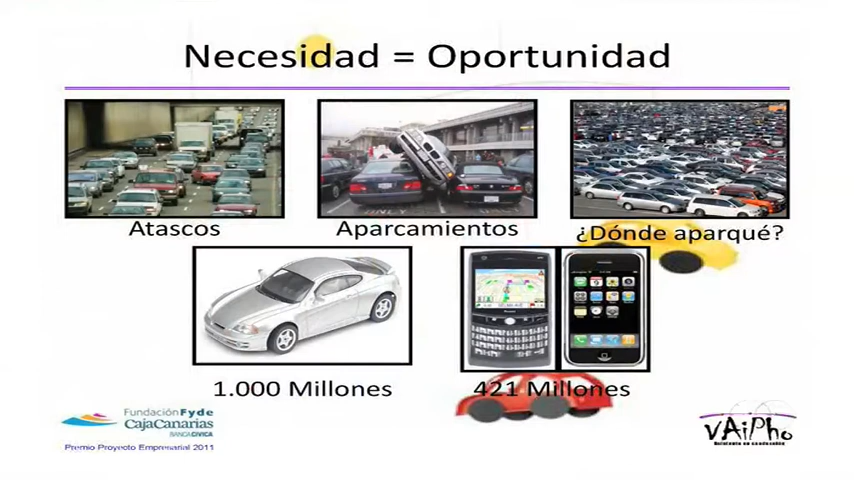 Necesidad = Oportunidad
Atascos
Aparcamientos
¿Dónde aparqué?
1.000 Millones
421 Millones
Fundación Fyde
CajaCanarias
BANCA CÍVICA
Premio Proyecto Empresarial 2011
VAiPho